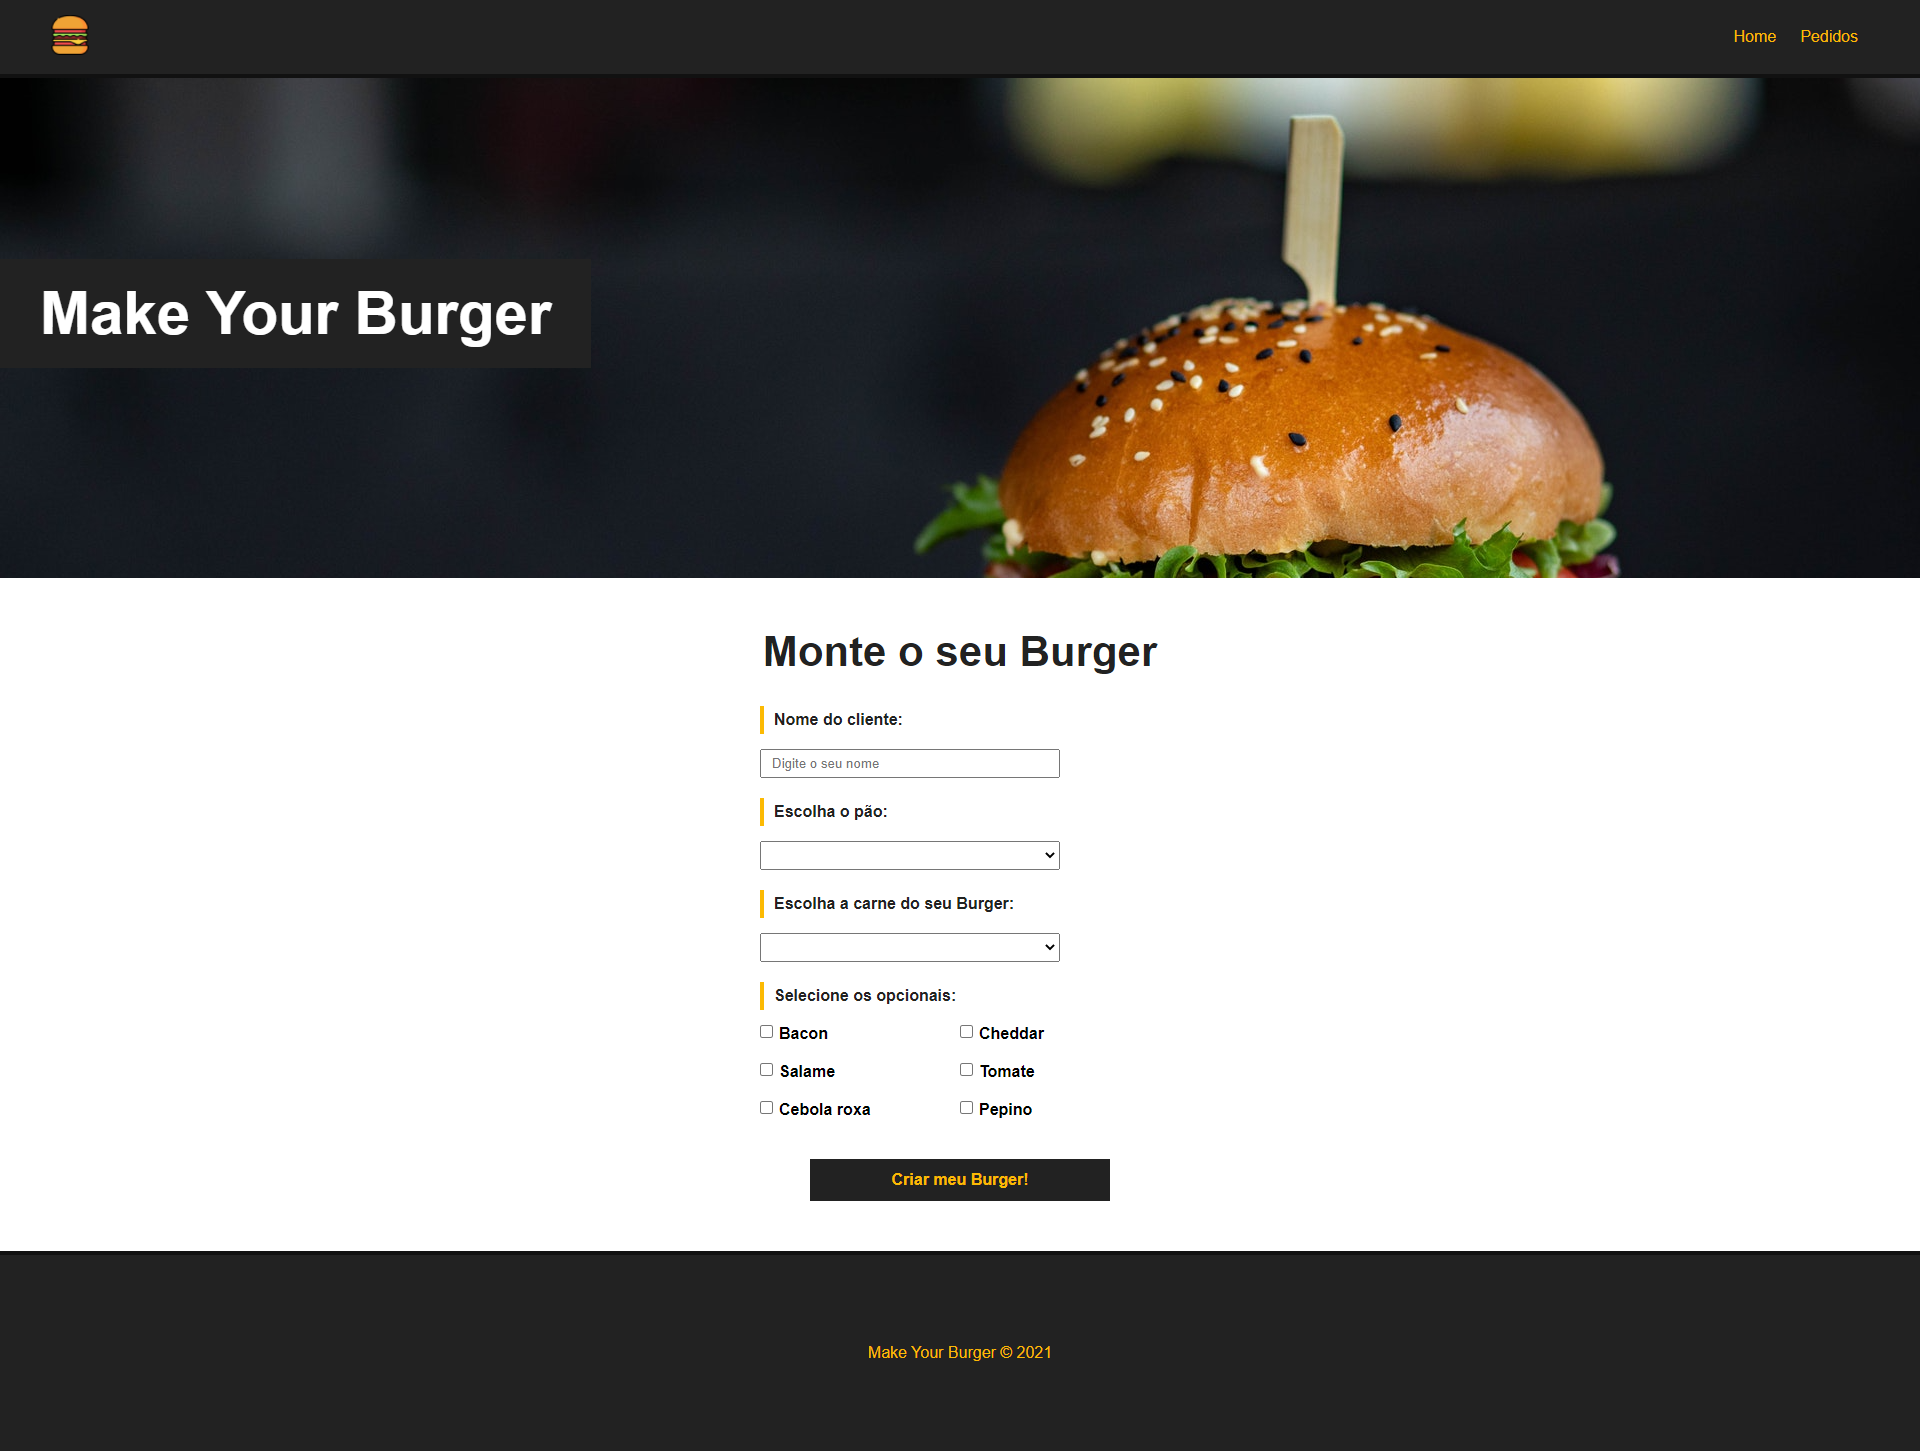 Home Pedidos
Make Your Burger
Monte o seu Burger
Nome do cliente:
Digite o seu nome
Escolha o pão:
Escolha a carne do seu Burger:
Selecione os opcionais:
Bacon Cheddar
Salame Tomate
Cebola roxa Pepino
Criar meu Burger!
Make Your Burger © 2021